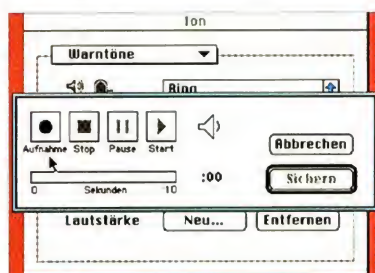 Ton
Warntöne
Ring
Aufnahme Stop Pause Start
Abbrechen
0 Sekunden 10 :00
Sichern
Lautstärke Neu... Entfernen